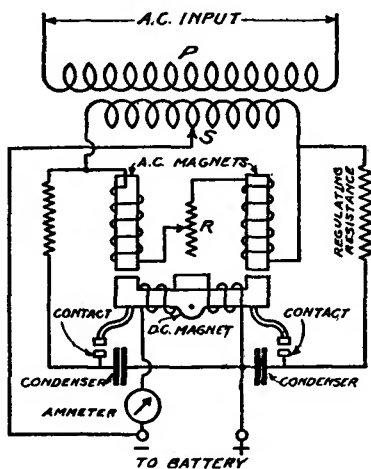 A.C. INPUT
P
S
A.C. MAGNETS
R
REGULATING
RESISTANCE
CONTACT
D.C. MAGNET
CONTACT
CONDENSER
CONDENSER
AMMETER
− +
TO BATTERY